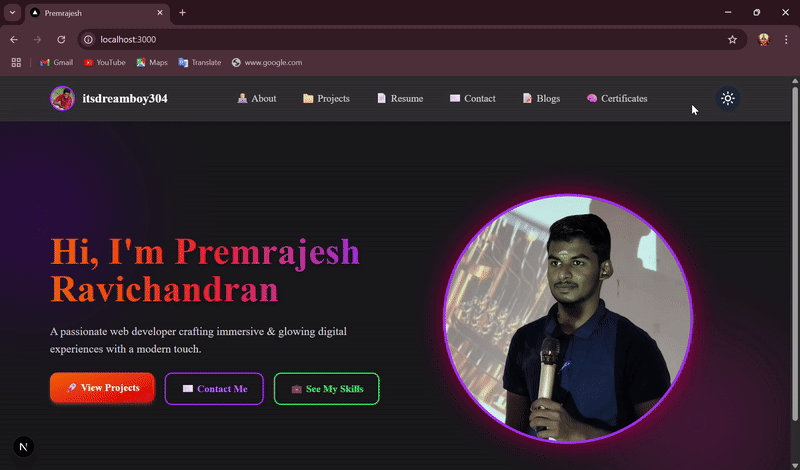 Premrajesh
localhost:3000
Gmail YouTube Maps Translate www.google.com
itsdreamboy304 About Projects Resume Contact Blogs Certificates
Hi, I'm Premrajesh
Ravichandran
A passionate web developer crafting immersive & glowing digital
experiences with a modern touch.
View Projects Contact Me See My Skills
N